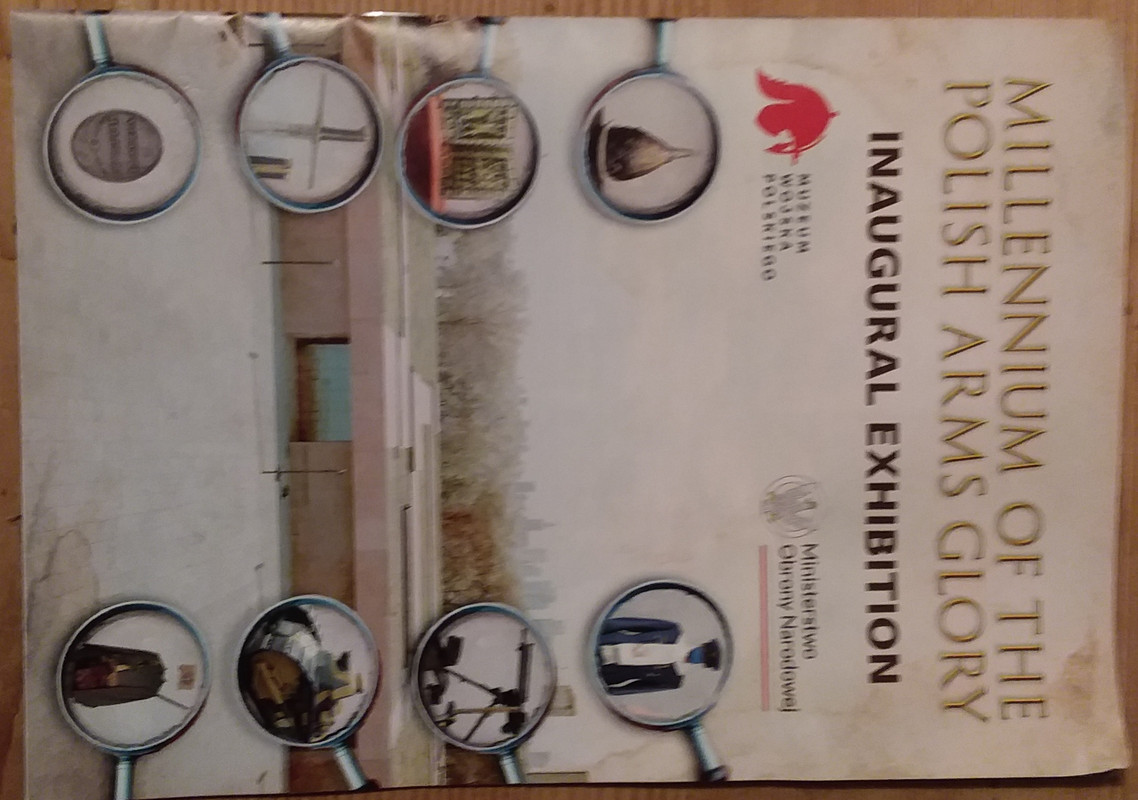 MILLENNIUM OF THE
POLISH ARMS GLORY
INAUGURAL EXHIBITION
MUZEUM
WOJSKA
POLSKIEGO
Ministerstwo
Obrony Narodowej